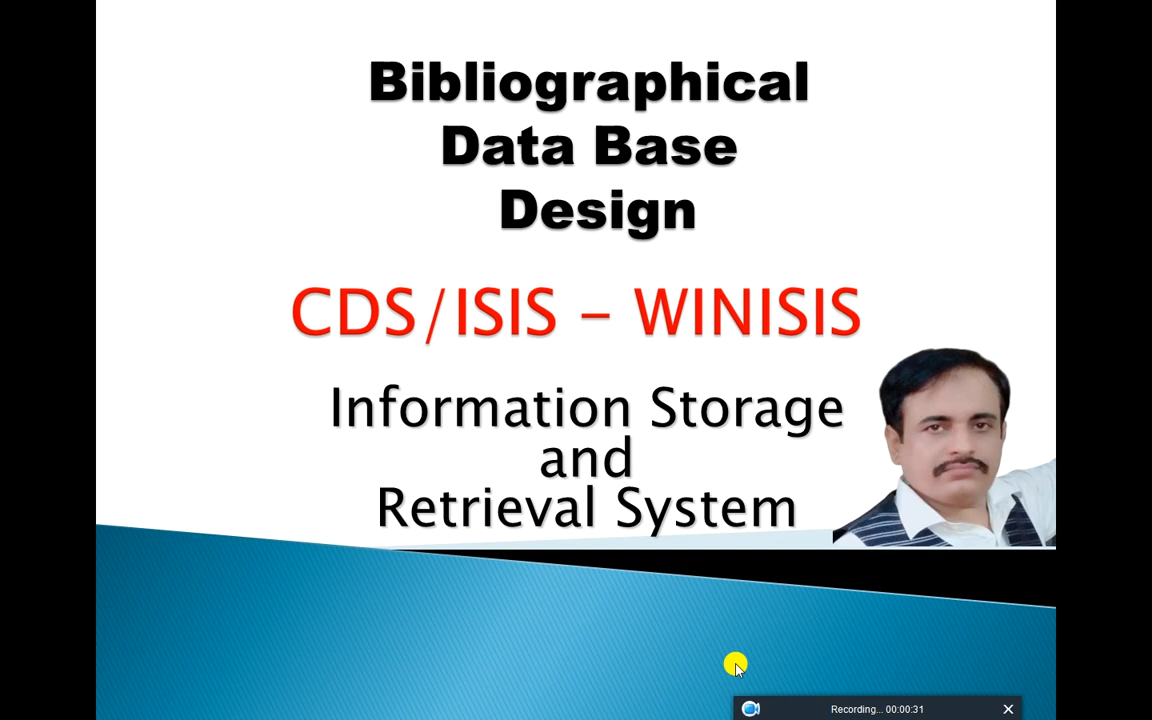 Bibliographical
Data Base
Design
CDS/ISIS – WINISIS
Information Storage
and
Retrieval System
Recording... 00:00:31